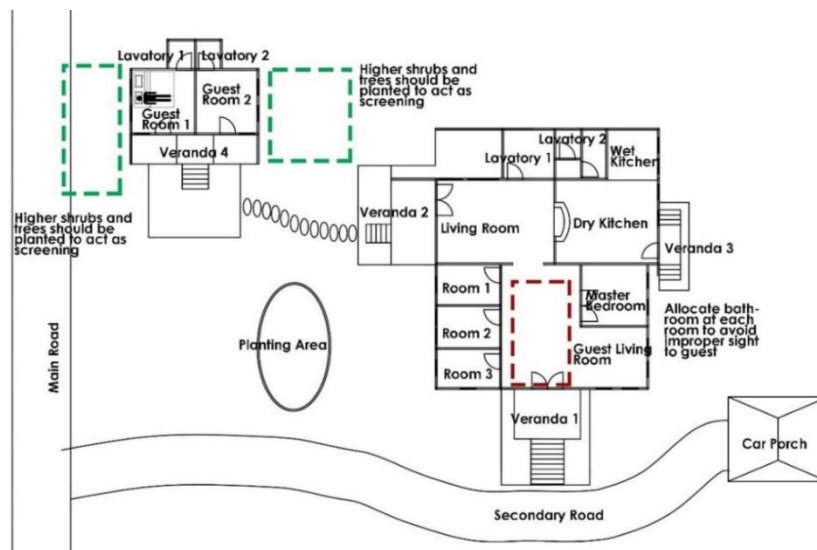 Lavatory 1
Lavatory 2
Guest
Room 1
Guest
Room 2
Veranda 4
Higher shrubs and
trees should be
planted to act as
screening
Higher shrubs and
trees should be
planted to act as
screening
Lavatory 1
Lavatory 2
Wet
Kitchen
Veranda 2
Living Room
Dry Kitchen
Veranda 3
Room 1
Room 2
Room 3
Master
Bedroom
Guest Living
Room
Allocate bath-
room at each
room to avoid
improper sight
to guest
Planting Area
Main Road
Veranda 1
Car Porch
Secondary Road